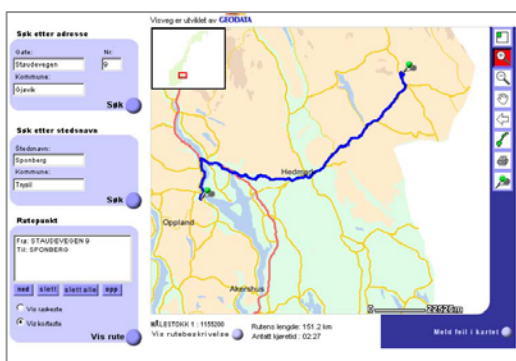 Visveg er utviklet av GEODATA
Søk etter adresse
Gate: Nr:
Staudevegen 9
Kommune:
Gjøvik
Søk
Søk etter stedsnavn
Stedsnavn:
Sponberg
Kommune:
Trysil
Søk
Rutepunkt
Fra: STAUDEVEGEN 9
Til: SPONBERG
ned slett slett alle opp
Vis raskeste
Vis korteste
Vis rute
Hedmark
Oppland
Akershus
0 22526m
MÅLESTOKK 1 : 1155200
Vis rutebeskrivelse
Rutens lengde: 151.2 km
Antatt kjøretid : 02:27
Meld feil i kartet